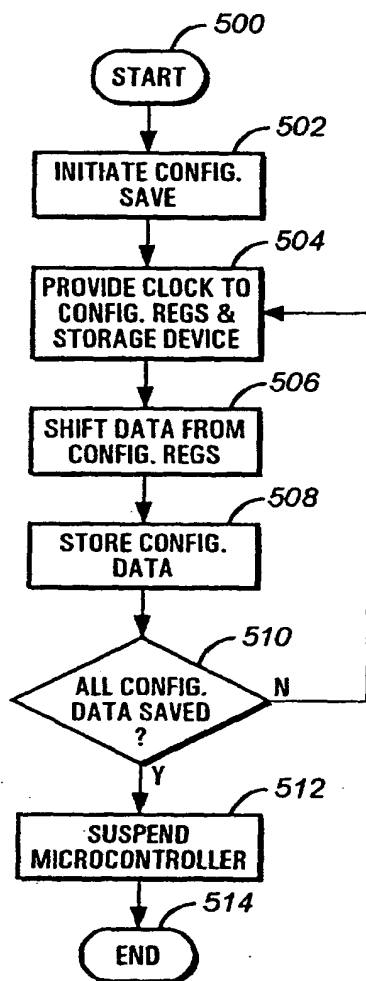 500
START
502
INITIATE CONFIG.
SAVE
504
PROVIDE CLOCK TO
CONFIG. REGS &
STORAGE DEVICE
506
SHIFT DATA FROM
CONFIG. REGS
508
STORE CONFIG.
DATA
510
ALL CONFIG.
DATA SAVED
?
N
Y
512
SUSPEND
MICROCONTROLLER
514
END